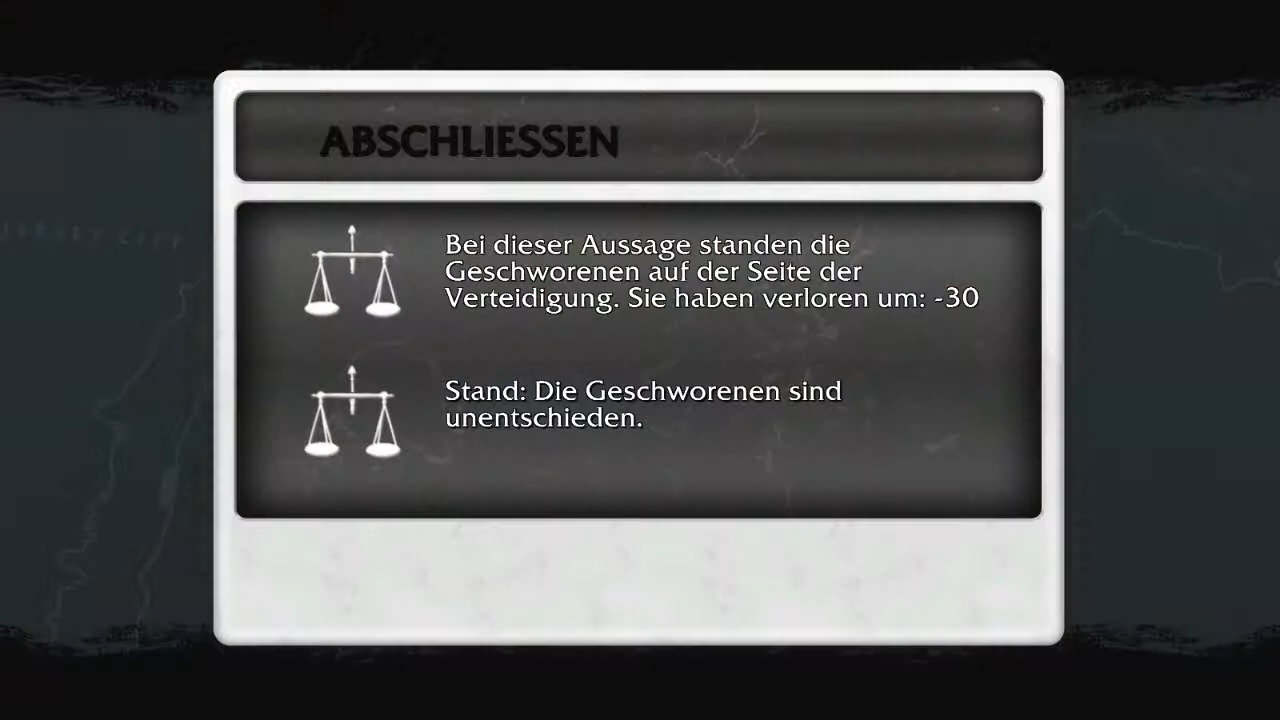 ABSCHLIESSEN
Bei dieser Aussage standen die
Geschworenen auf der Seite der
Verteidigung. Sie haben verloren um: -30
Stand: Die Geschworenen sind
unentschieden.